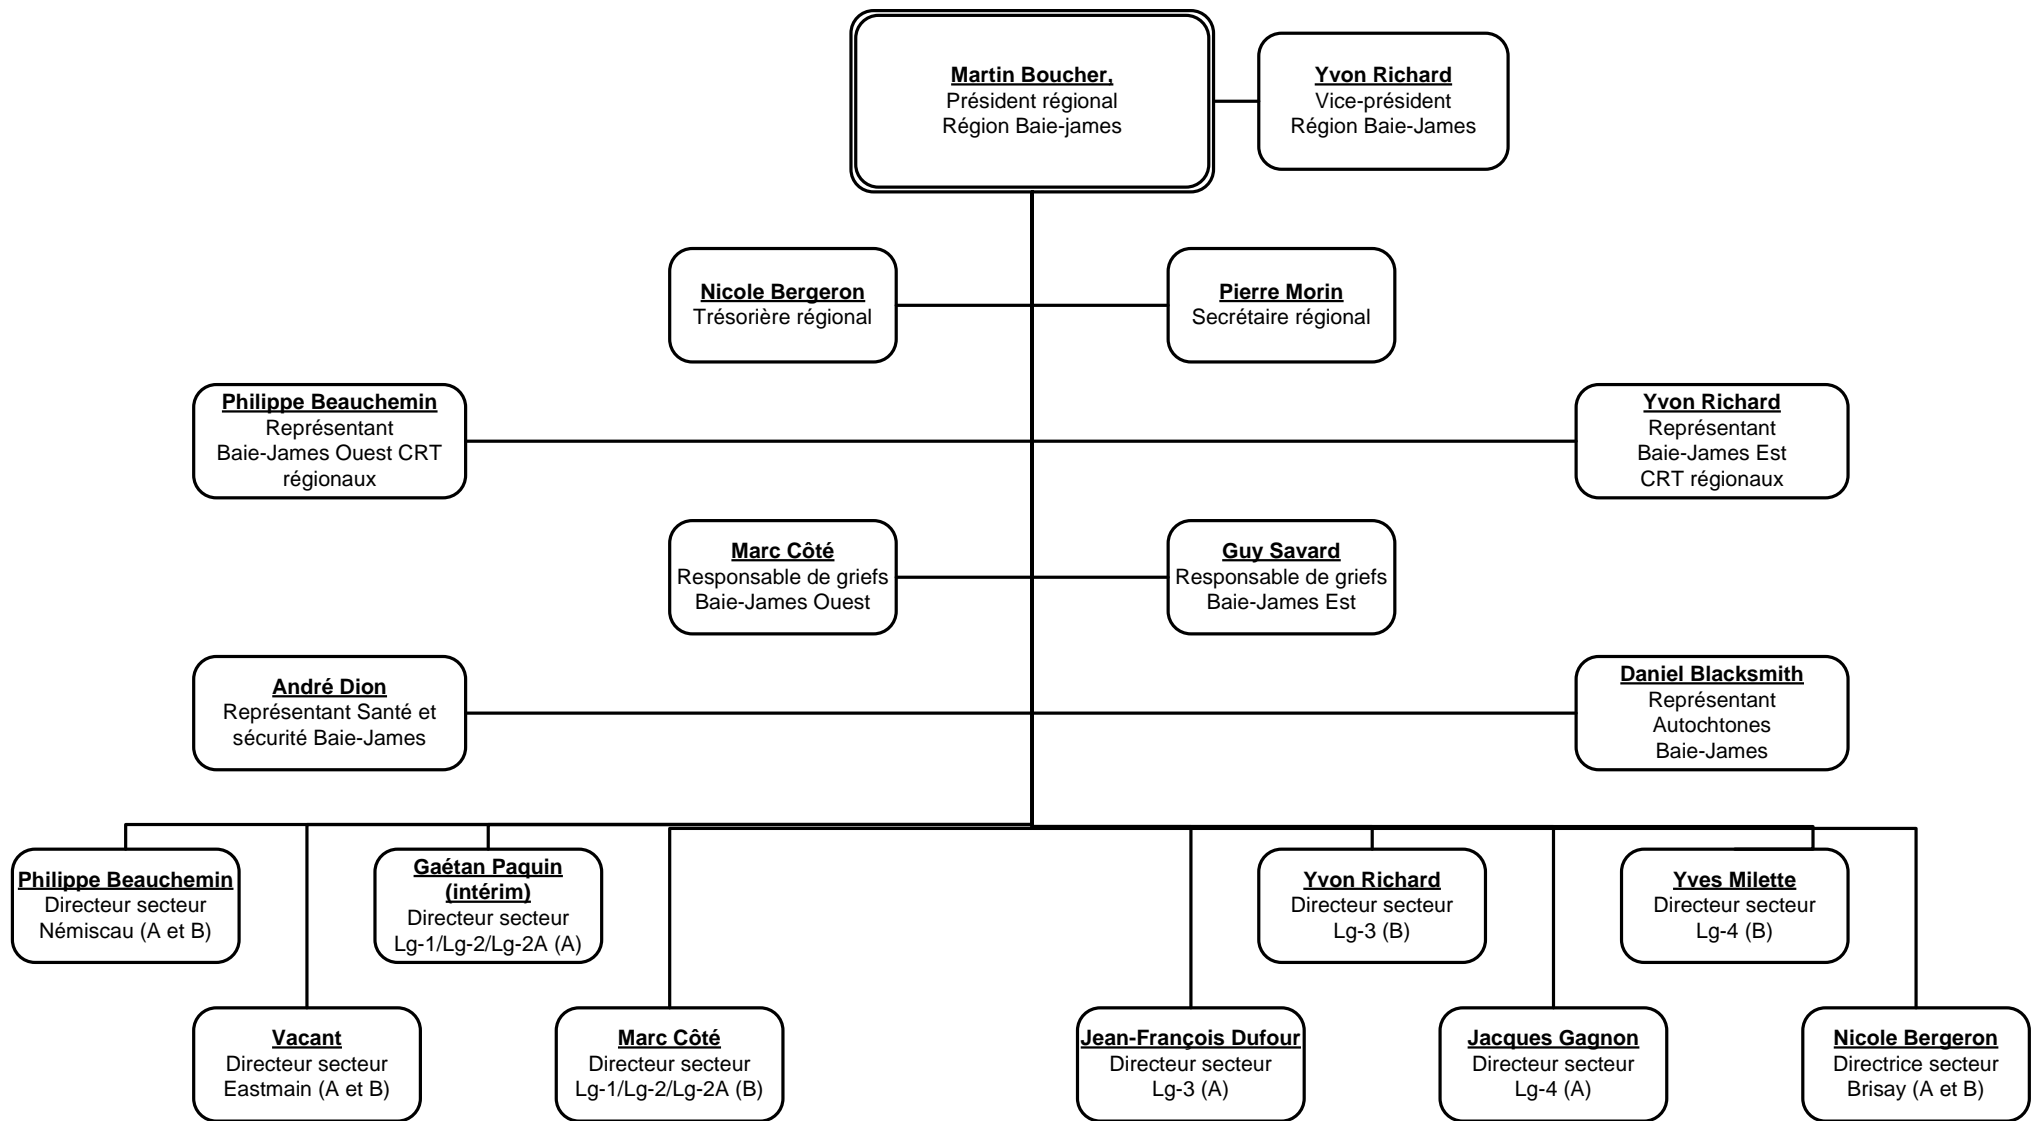 Martin Boucher,
Président régional
Région Baie-james
Yvon Richard
Vice-président
Région Baie-James
Nicole Bergeron
Trésorière régional
Pierre Morin
Secrétaire régional
Philippe Beauchemin
Représentant
Baie-James Ouest CRT
régionaux
Yvon Richard
Représentant
Baie-James Est
CRT régionaux
Marc Côté
Responsable de griefs
Baie-James Ouest
Guy Savard
Responsable de griefs
Baie-James Est
André Dion
Représentant Santé et
sécurité Baie-James
Daniel Blacksmith
Représentant
Autochtones
Baie-James
Philippe Beauchemin
Directeur secteur
Némiscau (A et B)
Gaétan Paquin
(intérim)
Directeur secteur
Lg-1/Lg-2/Lg-2A (A)
Yvon Richard
Directeur secteur
Lg-3 (B)
Yves Milette
Directeur secteur
Lg-4 (B)
Vacant
Directeur secteur
Eastmain (A et B)
Marc Côté
Directeur secteur
Lg-1/Lg-2/Lg-2A (B)
Jean-François Dufour
Directeur secteur
Lg-3 (A)
Jacques Gagnon
Directeur secteur
Lg-4 (A)
Nicole Bergeron
Directrice secteur
Brisay (A et B)